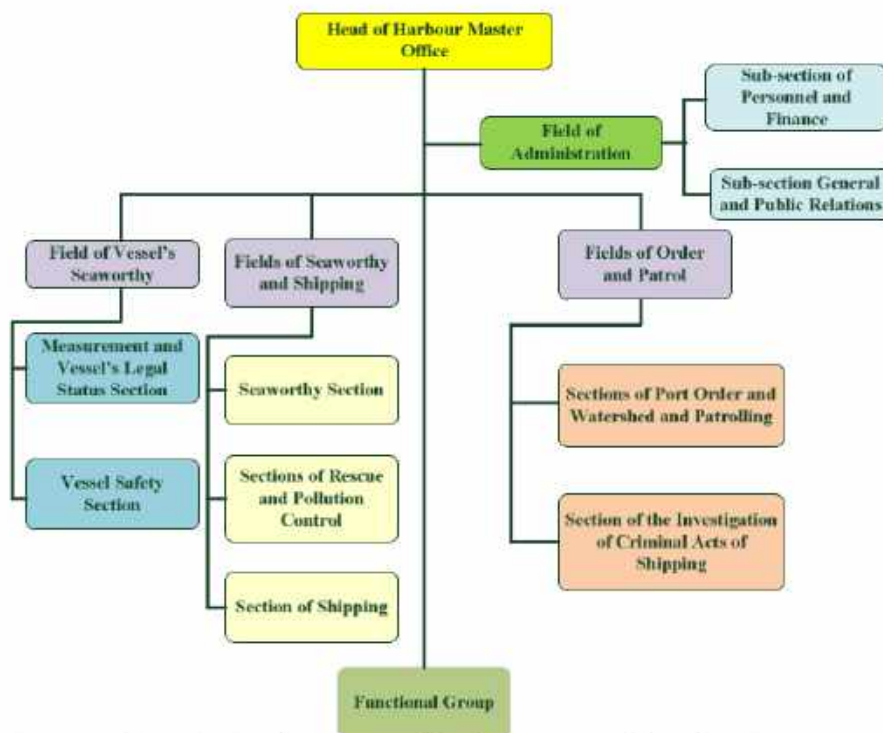 Head of Harbour Master
Office
Sub-section of
Personnel and
Finance
Field of
Administration
Sub-section General
and Public Relations
Field of Vessel's
Seaworthy
Fields of Seaworthy
and Shipping
Fields of Order
and Patrol
Measurement and
Vessel's Legal
Status Section
Vessel Safety
Section
Seaworthy Section
Sections of Rescue
and Pollution
Control
Section of Shipping
Sections of Port Order and
Watershed and Patrolling
Section of the Investigation
of Criminal Acts of
Shipping
Functional Group